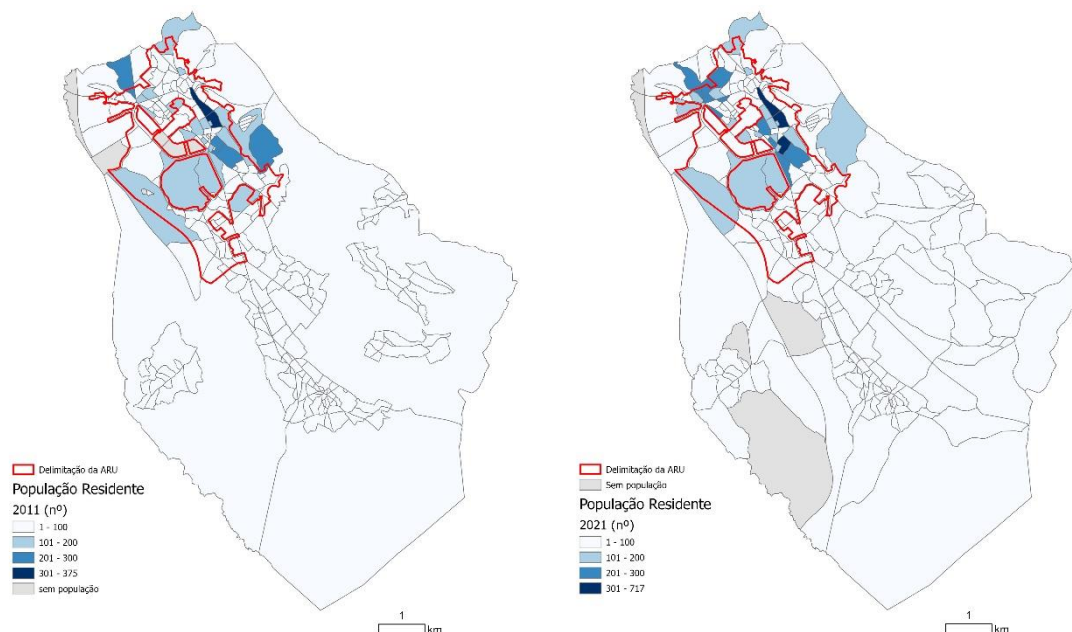 Delimitação da ARU
População Residente
2011 (nº)
1 - 100
101 - 200
201 - 300
301 - 375
sem população
1
km
Delimitação da ARU
Sem população
População Residente
2021 (nº)
1 - 100
101 - 200
201 - 300
301 - 717
1
km